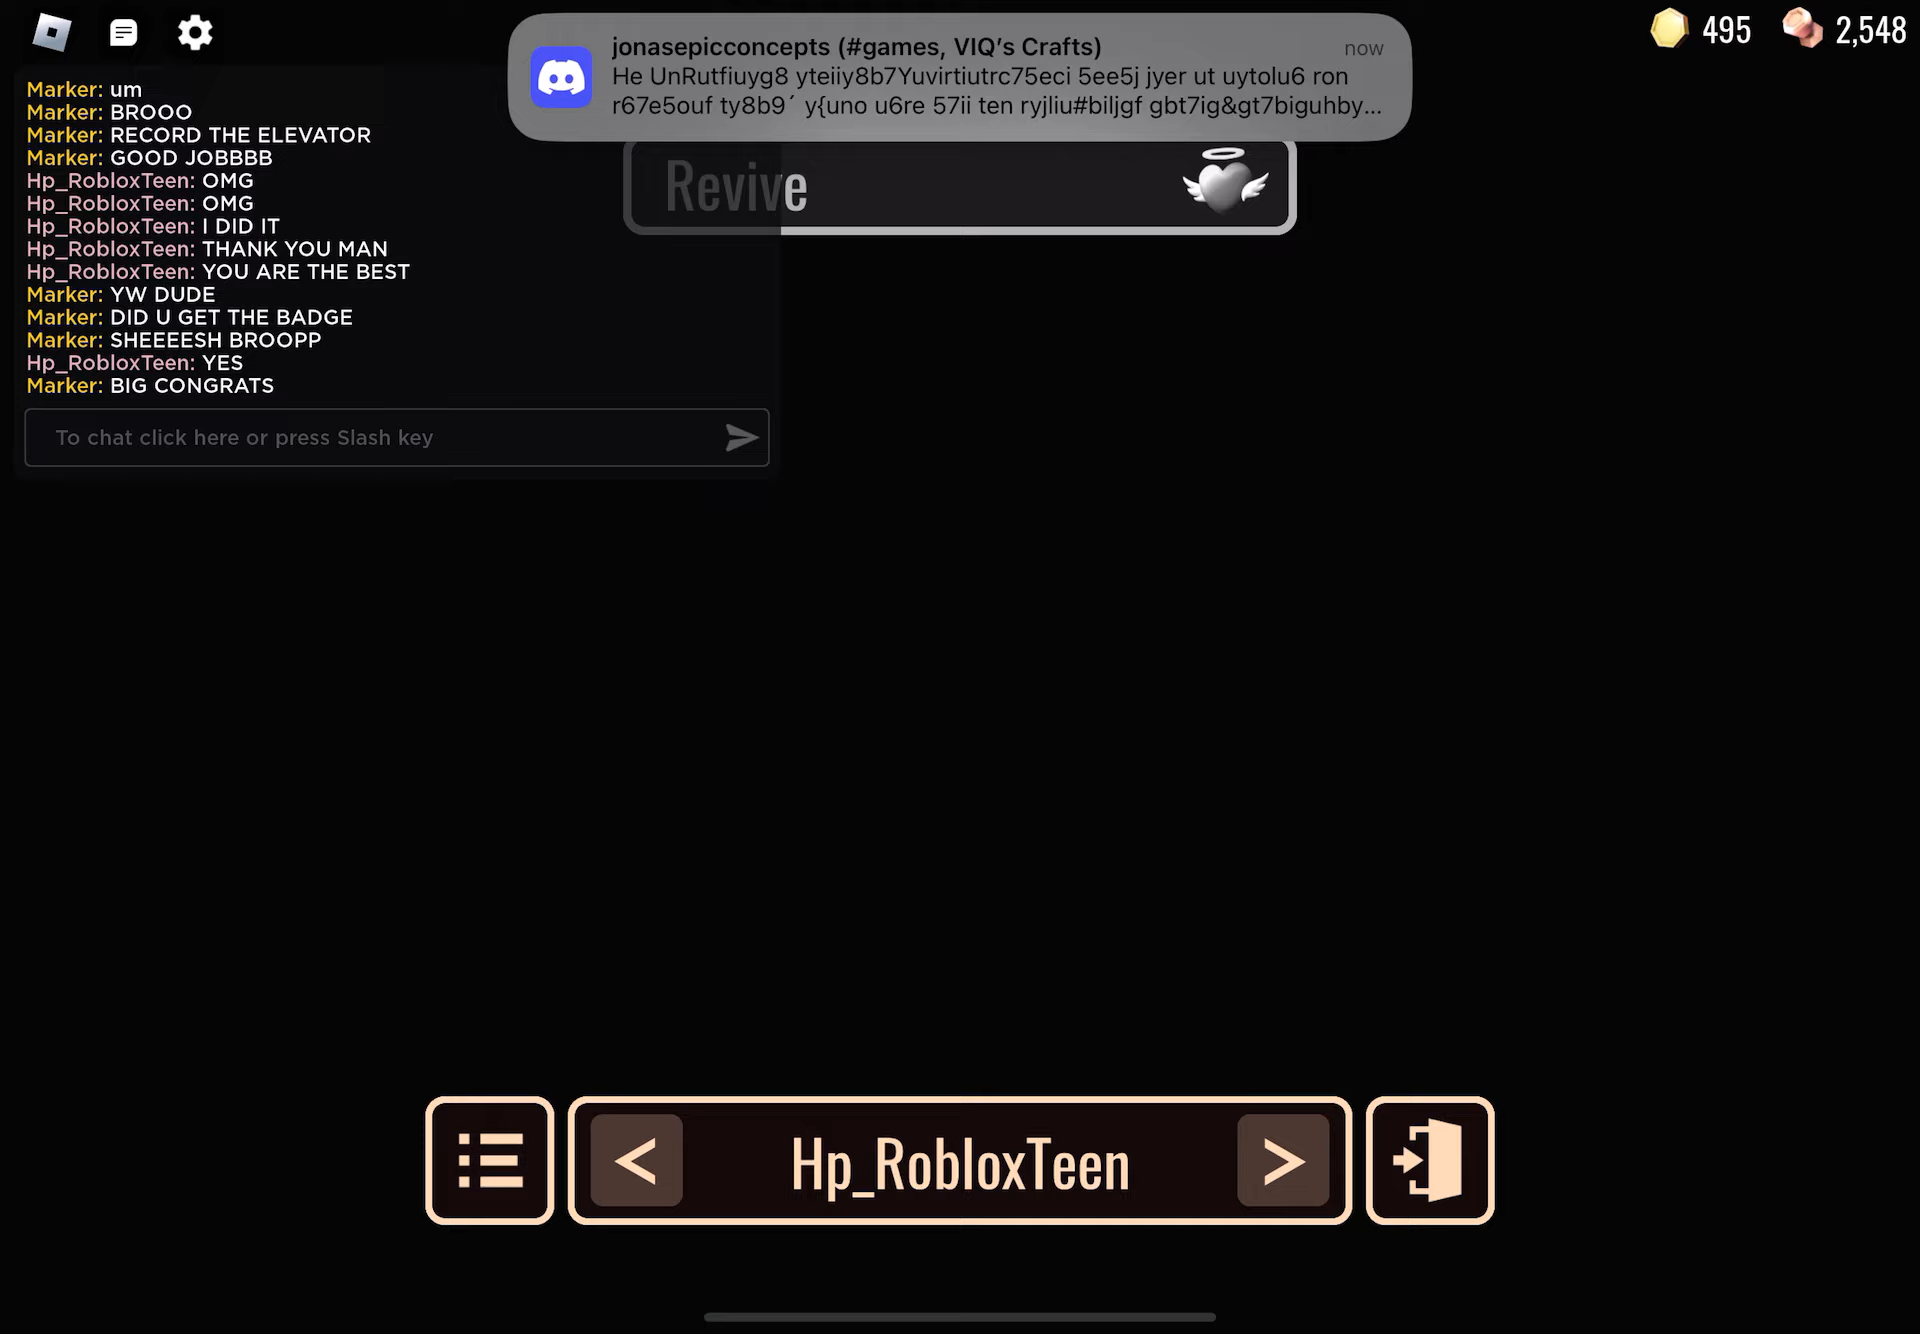 495
2,548
jonasepicconcepts (#games, VIQ’s Crafts)
now
He UnRutfiuyg8 yteiiy8b7Yuvirtiutrc75eci 5ee5j jyer ut uytolu6 ron
r67e5ouf ty8b9´ y{uno u6re 57ii ten ryjliu#biljgf gbt7ig&gt7biguhby...
Marker: um
Marker: BROOO
Marker: RECORD THE ELEVATOR
Marker: GOOD JOBBBB
Hp_RobloxTeen: OMG
Hp_RobloxTeen: OMG
Hp_RobloxTeen: I DID IT
Hp_RobloxTeen: THANK YOU MAN
Hp_RobloxTeen: YOU ARE THE BEST
Marker: YW DUDE
Marker: DID U GET THE BADGE
Marker: SHEEEESH BROOPP
Hp_RobloxTeen: YES
Marker: BIG CONGRATS
To chat click here or press Slash key
Revive
<
Hp_RobloxTeen
>